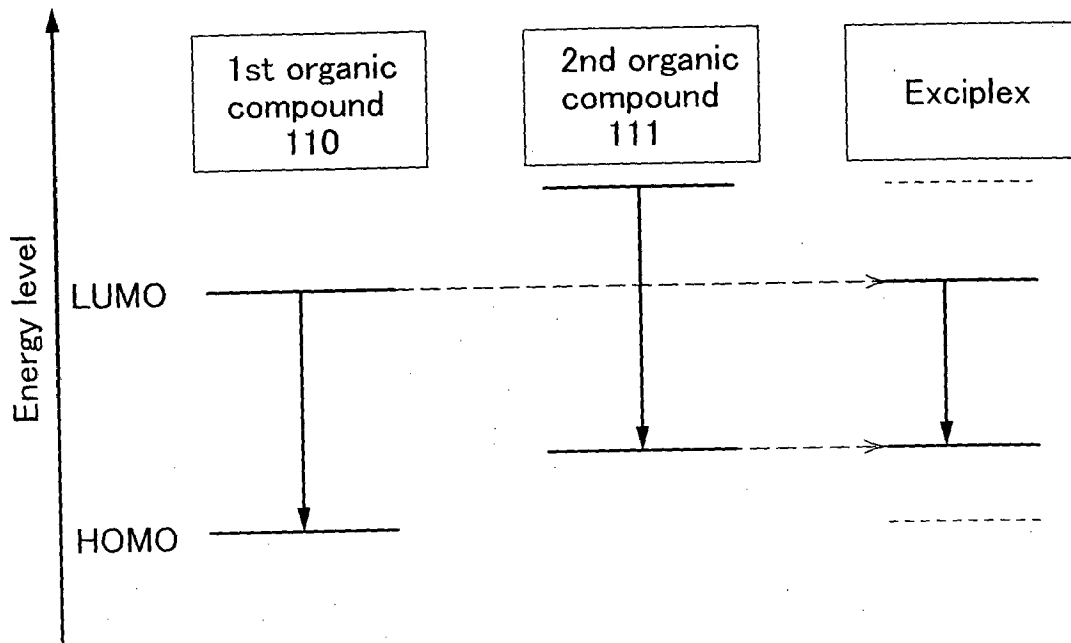 1st organic
compound
110
2nd organic
compound
111
Exciplex
Energy level
LUMO
HOMO